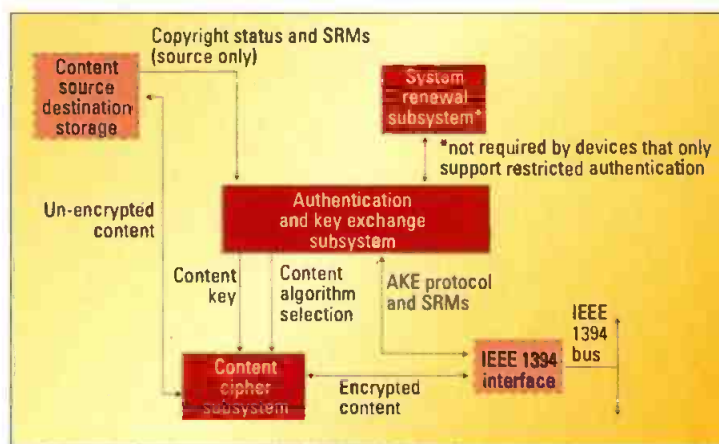 Copyright status and SRMs
(source only)
Content
source
destination
storage
System
renewal
subsystem*
*not required by devices that only
support restricted authentication
Un-encrypted
content
Authentication
and key exchange
subsystem
Content
key
Content
algorithm
selection
AKE protocol
and SRMs
IEEE
1394
bus
IEEE 1394
interface
Content
cipher
subsystem
Encrypted
content